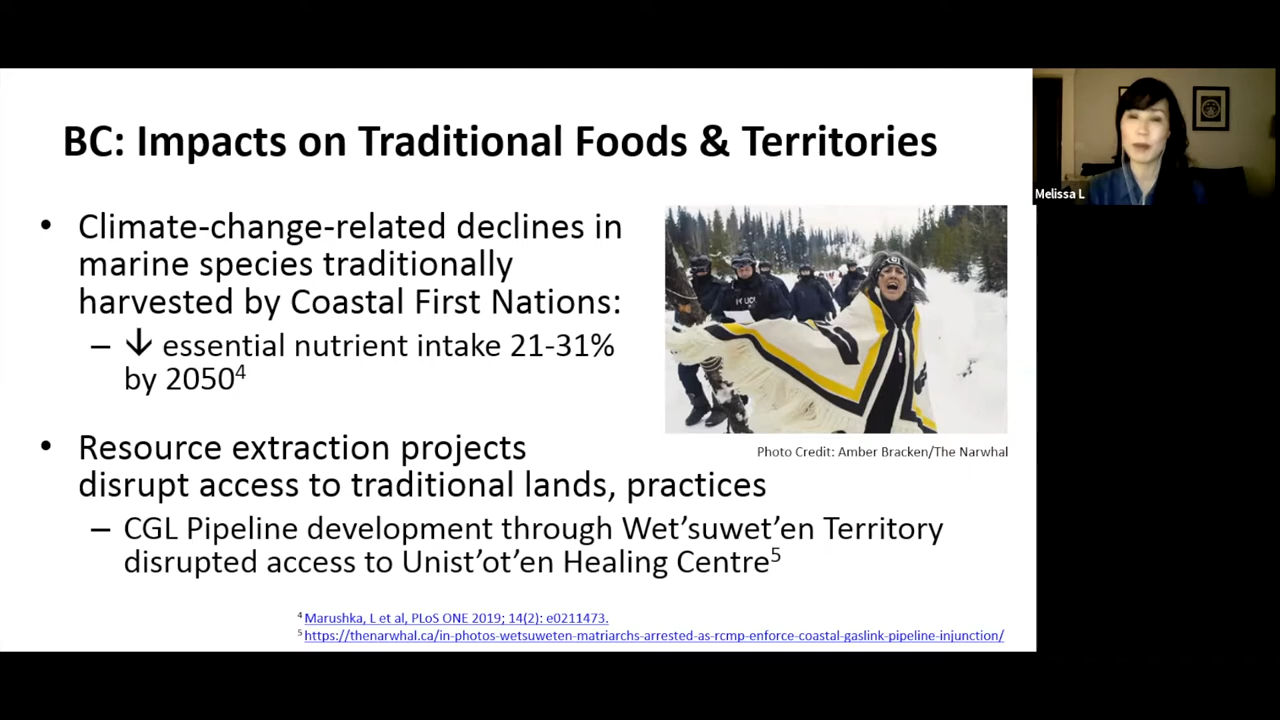 BC: Impacts on Traditional Foods & Territories
• Climate-change-related declines in
marine species traditionally
harvested by Coastal First Nations:
– ↓ essential nutrient intake 21-31%
by 2050⁴
• Resource extraction projects
disrupt access to traditional lands, practices
– CGL Pipeline development through Wet’suwet’en Territory
disrupted access to Unist’ot’en Healing Centre⁵
POLICE
Photo Credit: Amber Bracken/The Narwhal
⁴ Marushka, L et al, PLoS ONE 2019; 14(2): e0211473.
⁵ https://thenarwhal.ca/in-photos-wetsuweten-matriarchs-arrested-as-rcmp-enforce-coastal-gaslink-pipeline-injunction/
Melissa L